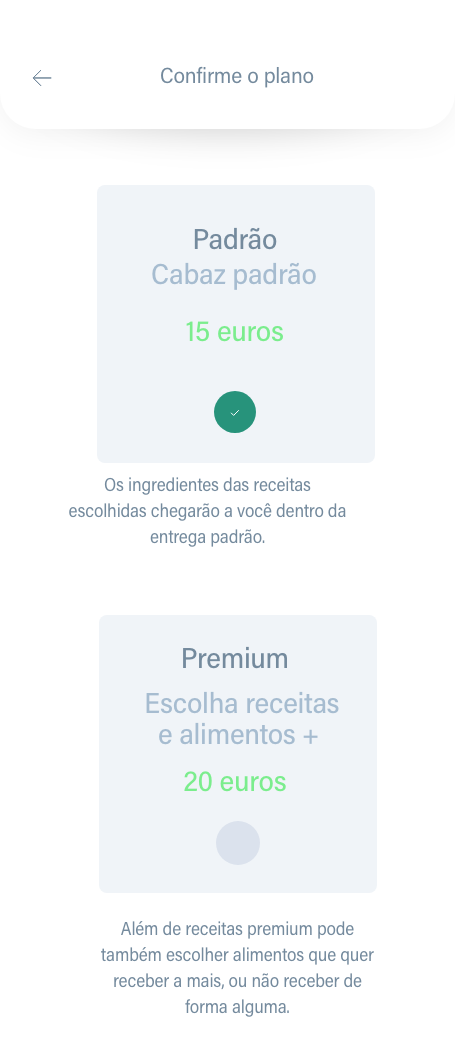 Confirme o plano
Padrão
Cabaz padrão
15 euros
Os ingredientes das receitas
escolhidas chegarão a você dentro da
entrega padrão.
Premium
Escolha receitas
e alimentos +
20 euros
Além de receitas premium pode
também escolher alimentos que quer
receber a mais, ou não receber de
forma alguma.